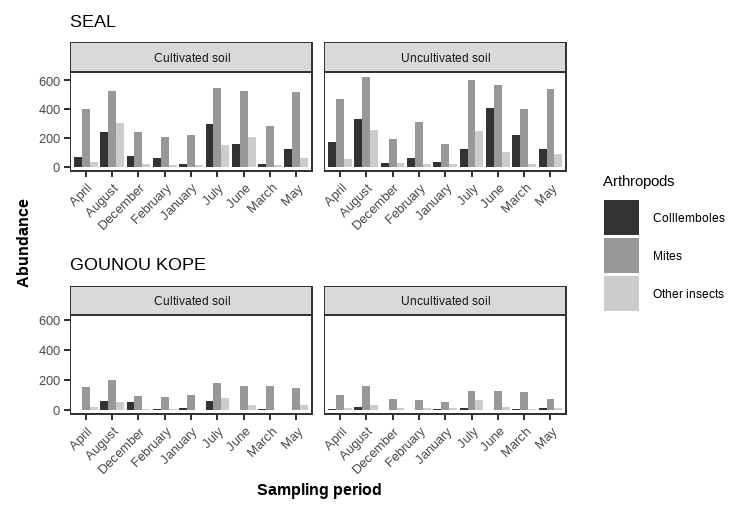 SEAL
Cultivated soil Uncultivated soil
600
400
200
0
April August December February January July June March May April August December February January July June March May
GOUNOU KOPE
Cultivated soil Uncultivated soil
600
400
200
0
April August December February January July June March May April August December February January July June March May
Sampling period
Abundance
Arthropods
Colllemboles
Mites
Other insects